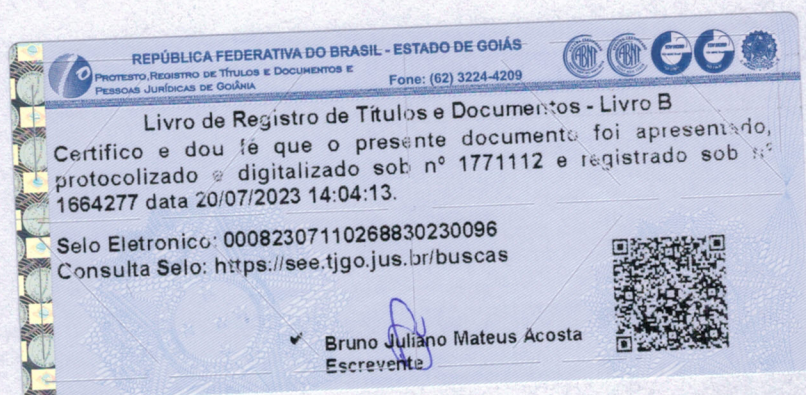 REPÚBLICA FEDERATIVA DO BRASIL - ESTADO DE GOIÁS
PROTESTO, REGISTRO DE TÍTULOS E DOCUMENTOS E
PESSOAS JURÍDICAS DE GOIÂNIA
Fone: (62) 3224-4209
ABNT ABNT
Livro de Registro de Títulos e Documentos - Livro B
Certifico e dou fé que o presente documento foi apresentado,
protocolizado e digitalizado sob nº 1771112 e registrado sob nº
1664277 data 20/07/2023 14:04:13.
Selo Eletronico: 00082307110268830230096
Consulta Selo: https://see.tjgo.jus.br/buscas
Bruno Juliano Mateus Acosta
Escrevente